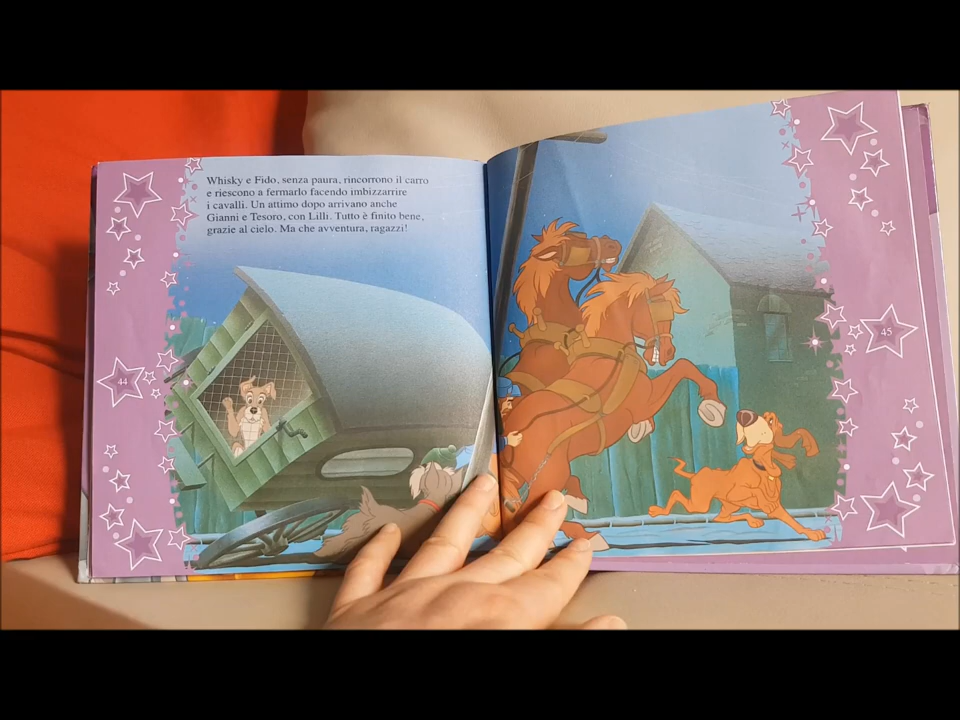 Whisky e Fido, senza paura, rincorrono il carro
e riescono a fermarlo facendo imbizzarrire
i cavalli. Un attimo dopo arrivano anche
Gianni e Tesoro, con Lilli. Tutto è finito bene,
grazie al cielo. Ma che avventura, ragazzi!
44
45